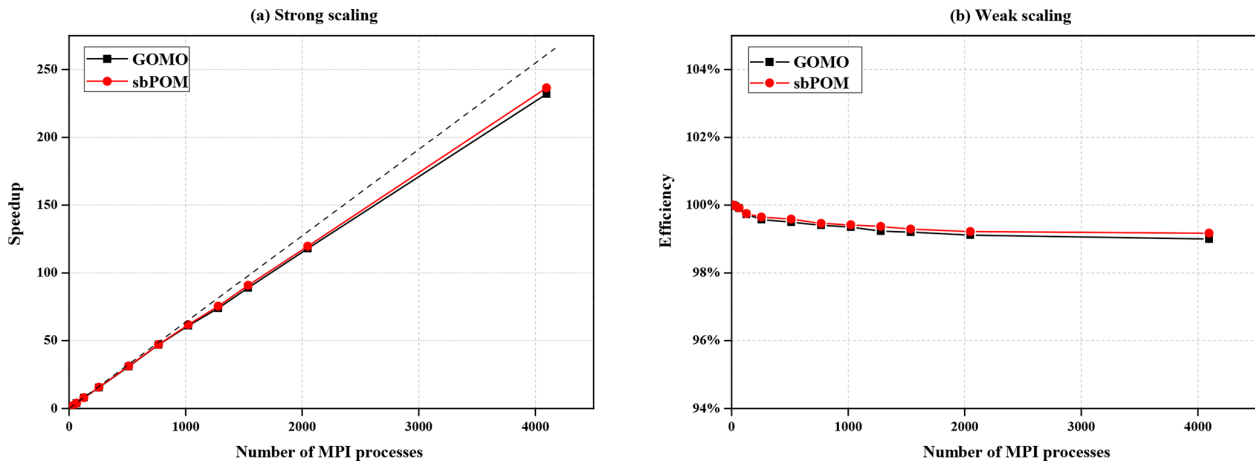 (a) Strong scaling
GOMO
sbPOM
250
200
150
100
50
0
Speedup
0 1000 2000 3000 4000
Number of MPI processes
(b) Weak scaling
GOMO
sbPOM
104%
102%
100%
98%
96%
94%
Efficiency
0 1000 2000 3000 4000
Number of MPI processes